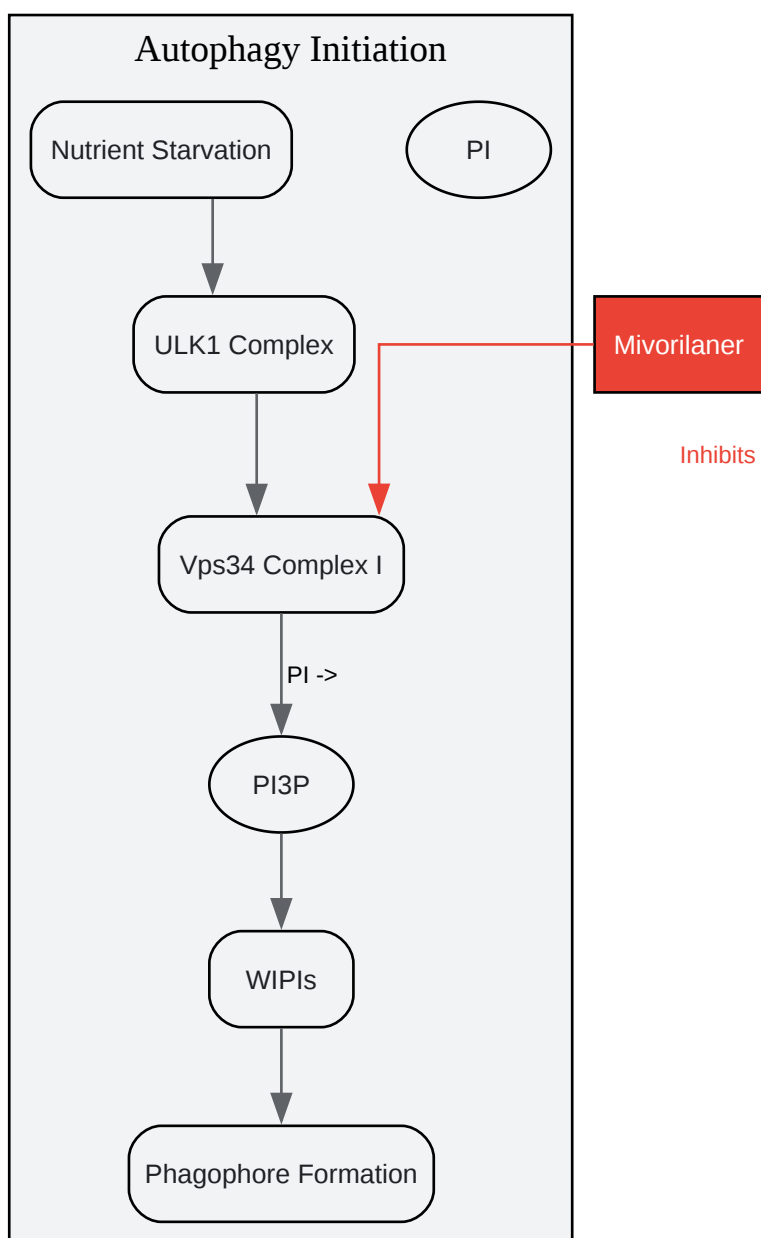 Autophagy Initiation
Nutrient Starvation
PI
ULK1 Complex
Mivorilaner
Inhibits
Vps34 Complex I
PI ->
PI3P
WIPIs
Phagophore Formation